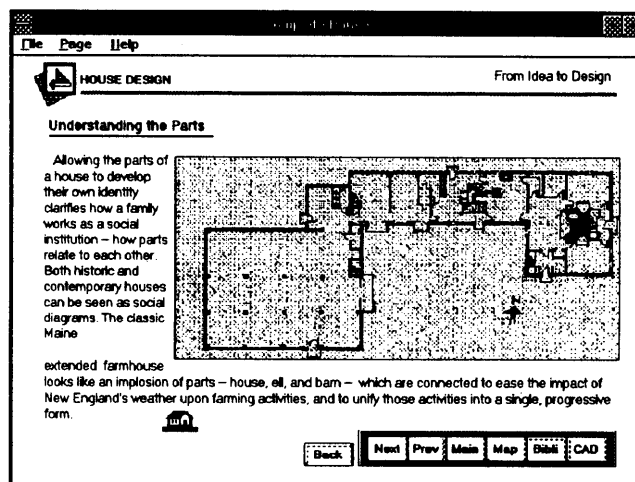 File Page Help
HOUSE DESIGN
From Idea to Design
Understanding the Parts
Allowing the parts of
a house to develop
their own identity
clarifies how a family
works as a social
institution – how parts
relate to each other.
Both historic and
contemporary houses
can be seen as social
diagrams. The classic
Maine
extended farmhouse
looks like an implosion of parts – house, ell, and barn – which are connected to ease the impact of
New England's weather upon farming activities, and to unify those activities into a single, progressive
form.
Back Next Prev Main Map Bibli CAD